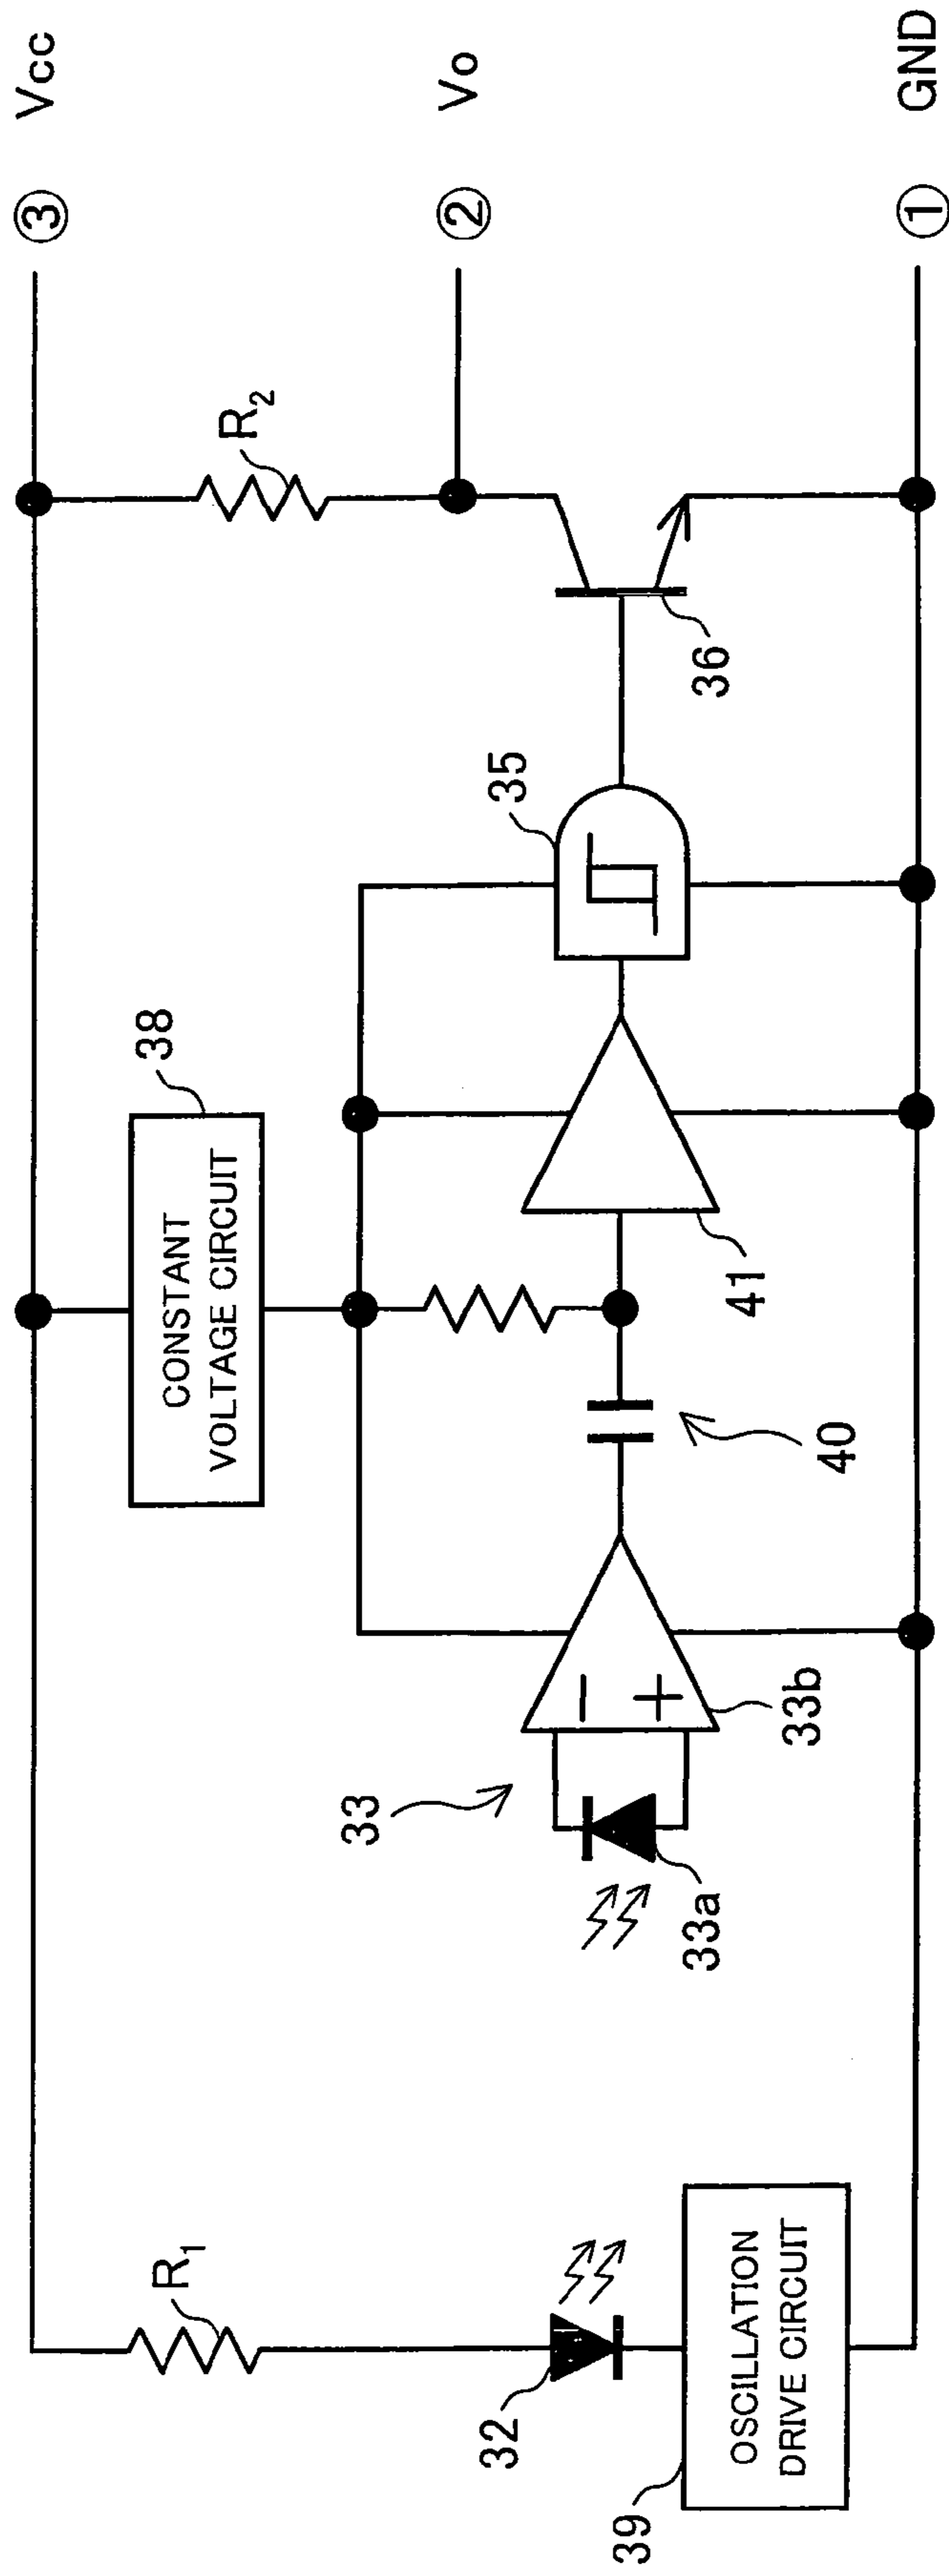 ③ Vcc
② Vo
① GND
R₁
R₂
CONSTANT
VOLTAGE CIRCUIT
38
35
36
41
40
33
33a
33b
− +
32
39
OSCILLATION
DRIVE CIRCUIT